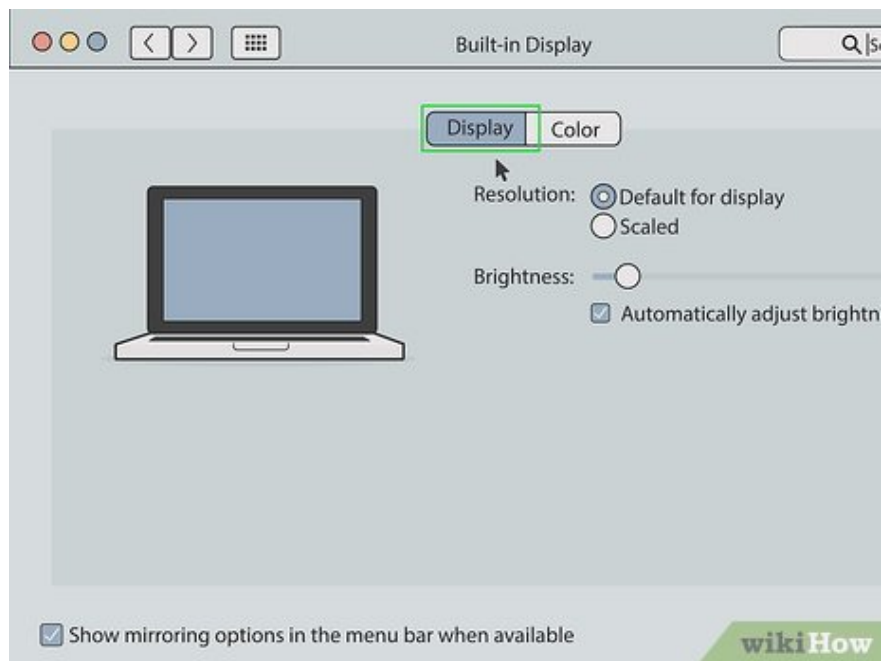 Built-in Display
Display Color
Resolution: Default for display
Scaled
Brightness:
Automatically adjust
Show mirroring options in the menu bar when available
wikiHow